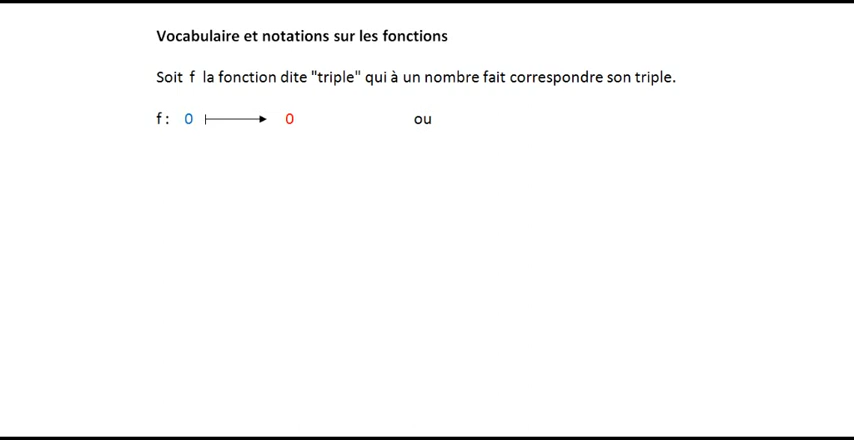 Vocabulaire et notations sur les fonctions
Soit f la fonction dite "triple" qui à un nombre fait correspondre son triple.
f : 0 ⟼ 0 ou